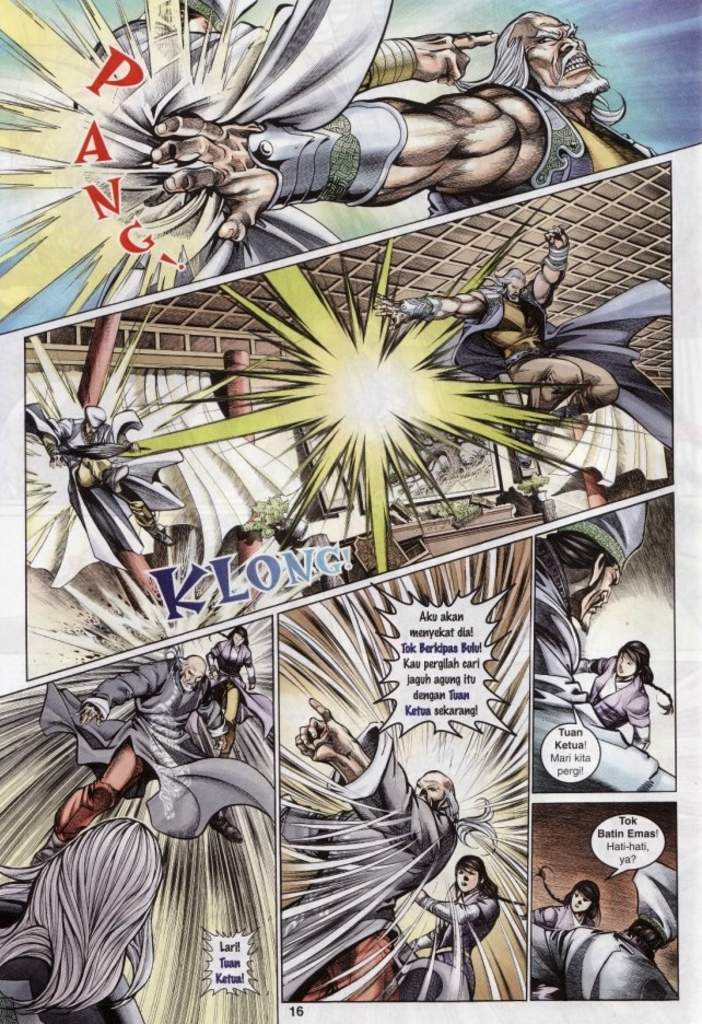 PANG!
KLONG!
Aku akan
menyekat dia!
Tok Berkipas Bulu!
Kau pergilah cari
jaguh agung itu
dengan Tuan
Ketua sekarang!
Tuan
Ketua!
Mari kita
pergi!
Lari!
Tuan
Ketua!
Tok
Batin Emas!
Hati-hati,
ya?
16